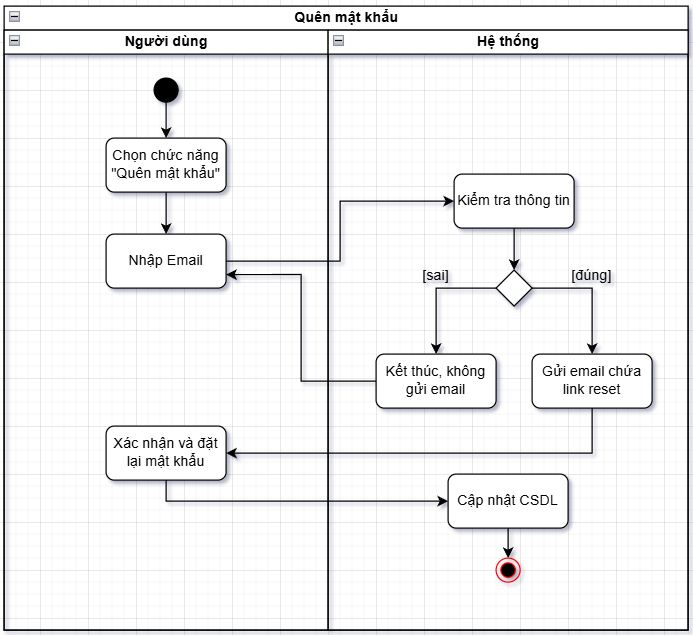 Quên mật khẩu
Người dùng
Hệ thống
Chọn chức năng
"Quên mật khẩu"
Kiểm tra thông tin
Nhập Email
[sai]
[đúng]
Kết thúc, không
gửi email
Gửi email chứa
link reset
Xác nhận và đặt
lại mật khẩu
Cập nhật CSDL